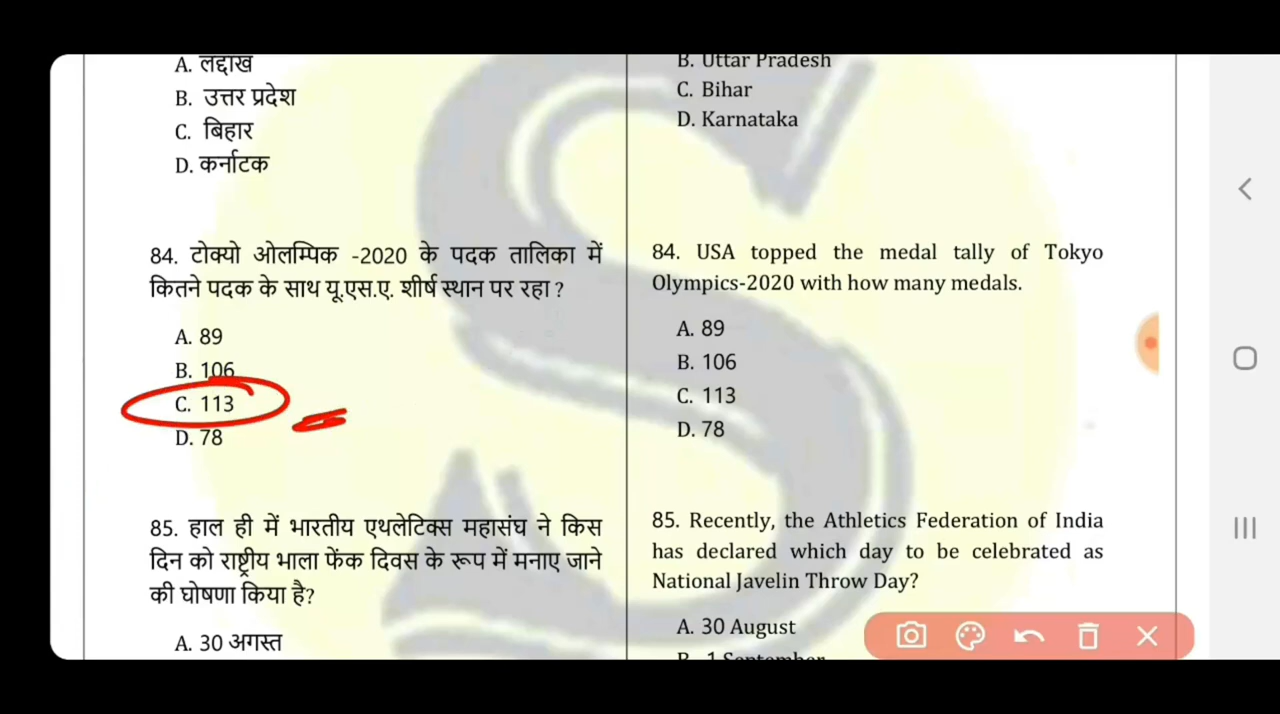 A. लद्दाख
B. उत्तर प्रदेश
C. बिहार
D. कर्नाटक
84. टोक्यो ओलम्पिक -2020 के पदक तालिका में
कितने पदक के साथ यू.एस.ए. शीर्ष स्थान पर रहा ?
A. 89
B. 106
C. 113
D. 78
85. हाल ही में भारतीय एथलेटिक्स महासंघ ने किस
दिन को राष्ट्रीय भाला फेंक दिवस के रूप में मनाए जाने
की घोषणा किया है?
A. 30 अगस्त
B. Uttar Pradesh
C. Bihar
D. Karnataka
84. USA topped the medal tally of Tokyo
Olympics-2020 with how many medals.
A. 89
B. 106
C. 113
D. 78
85. Recently, the Athletics Federation of India
has declared which day to be celebrated as
National Javelin Throw Day?
A. 30 August
B. 1 September